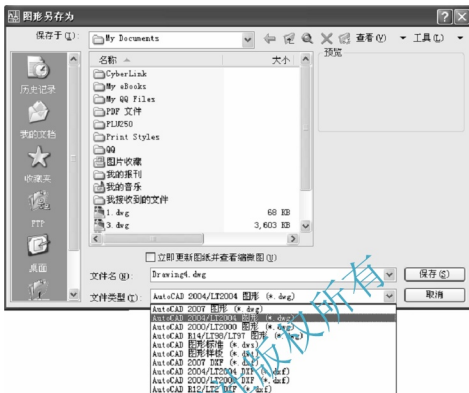 图形另存为
保存于(I): My Documents 查看(V) 工具(L)
名称 大小 预览
CyberLink
My eBooks
My QQ Files
PDF 文件
PLU250
Print Styles
QQ
图片收藏
我的报刊
我的音乐
我接收到的文件
1.dwg 68 KB
3.dwg 3,603 KB
历史记录
我的文档
收藏夹
FTP
桌面
立即更新图纸并查看缩微图(U)
文件名(N): Drawing4.dwg 保存(S)
文件类型(T): AutoCAD 2004/LT2004 图形 (*.dwg) 取消
AutoCAD 2007 图形 (*.dwg)
AutoCAD 2004/LT2004 图形 (*.dwg)
AutoCAD 2000/LT2000 图形 (*.dwg)
AutoCAD R14/LT98/LT97 图形 (*.dwg)
AutoCAD 图形标准 (*.dws)
AutoCAD 图形样板 (*.dwt)
AutoCAD 2007 DXF (*.dxf)
AutoCAD 2004/LT2004 DXF (*.dxf)
AutoCAD 2000/LT2000 DXF (*.dxf)
AutoCAD R12/LT2 DXF (*.dxf)
版权所有